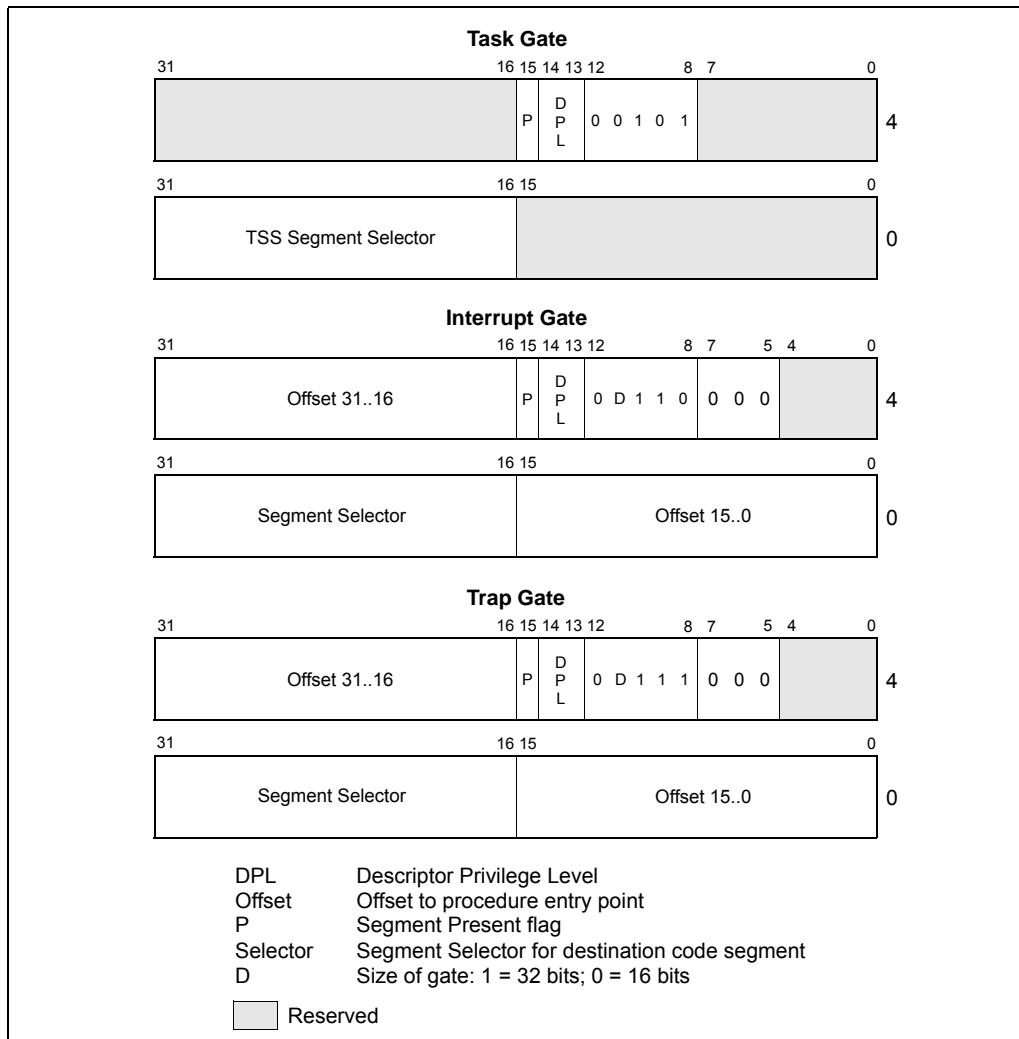 Task Gate
31 16 15 14 13 12 8 7 0
P DPL 0 0 1 0 1 4
31 16 15 0
TSS Segment Selector 0
Interrupt Gate
31 16 15 14 13 12 8 7 5 4 0
Offset 31..16 P DPL 0 D 1 1 0 0 0 0 4
31 16 15 0
Segment Selector Offset 15..0 0
Trap Gate
31 16 15 14 13 12 8 7 5 4 0
Offset 31..16 P DPL 0 D 1 1 1 0 0 0 4
31 16 15 0
Segment Selector Offset 15..0 0
DPL Descriptor Privilege Level
Offset Offset to procedure entry point
P Segment Present flag
Selector Segment Selector for destination code segment
D Size of gate: 1 = 32 bits; 0 = 16 bits
Reserved